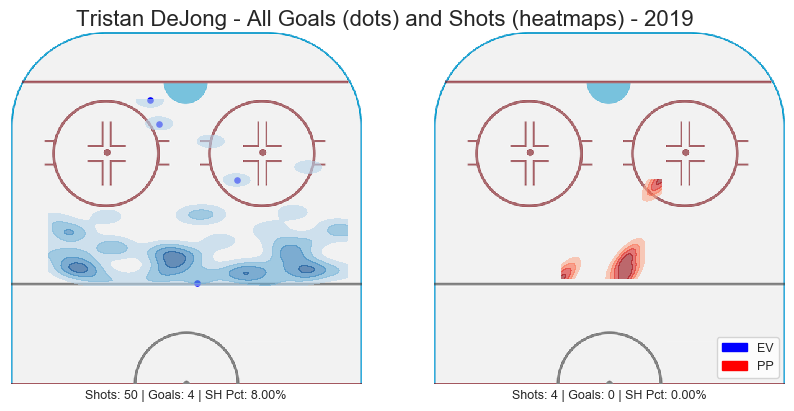 Tristan DeJong - All Goals (dots) and Shots (heatmaps) - 2019
EV
PP
Shots: 50 | Goals: 4 | SH Pct: 8.00%
Shots: 4 | Goals: 0 | SH Pct: 0.00%